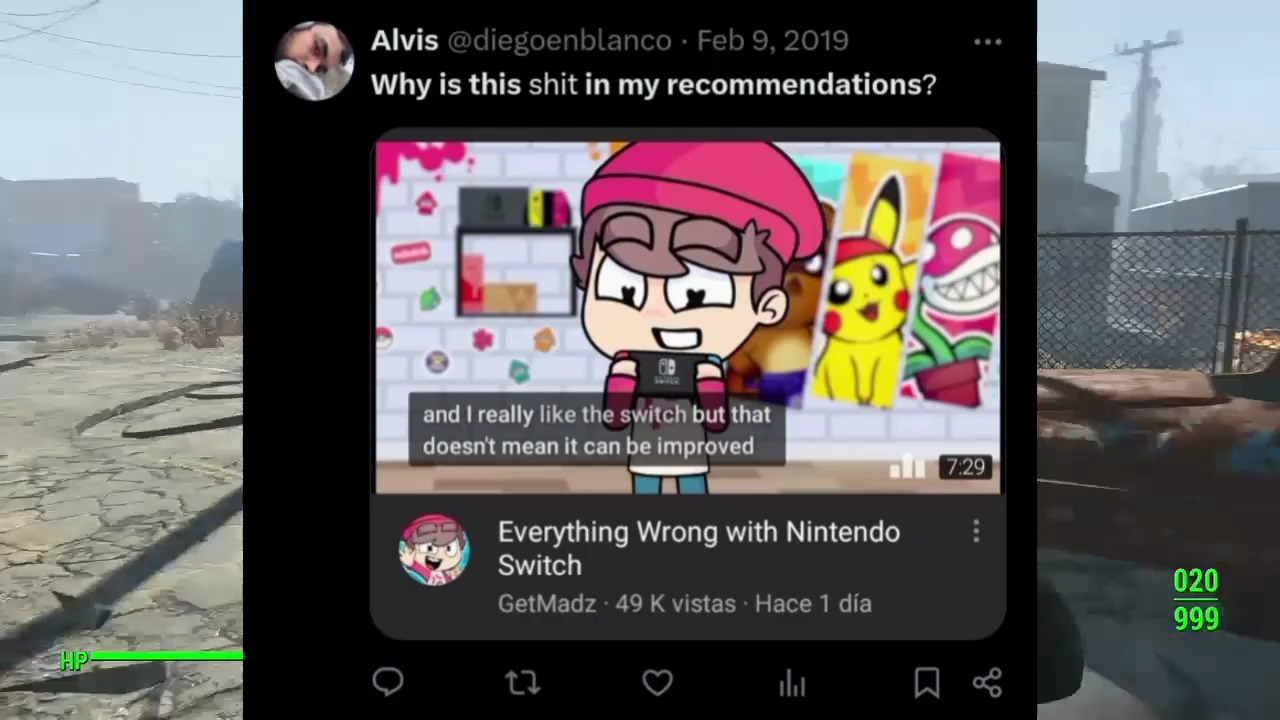 Alvis @diegoenblanco · Feb 9, 2019
Why is this shit in my recommendations?
and I really like the switch but that
doesn't mean it can be improved
7:29
Everything Wrong with Nintendo
Switch
GetMadz · 49 K vistas · Hace 1 día
020
999
HP